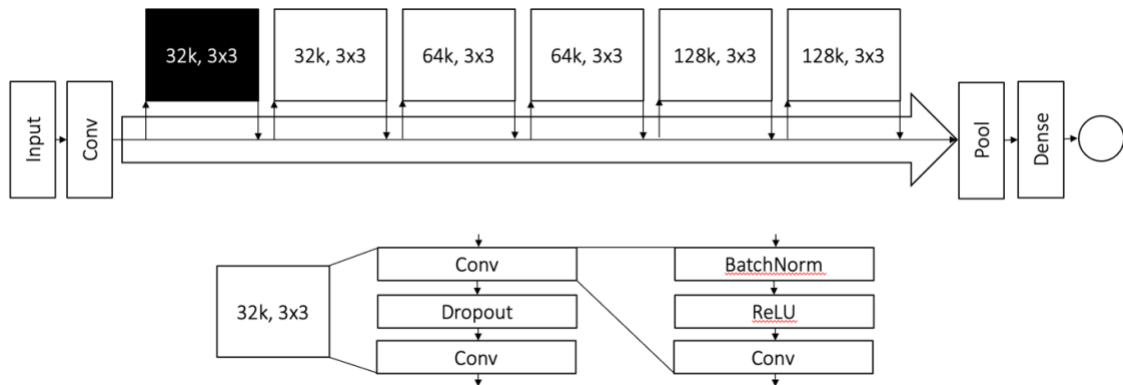 32k, 3x3
32k, 3x3
64k, 3x3
64k, 3x3
128k, 3x3
128k, 3x3
Input
Conv
Pool
Dense
32k, 3x3
Conv
Dropout
Conv
BatchNorm
ReLU
Conv